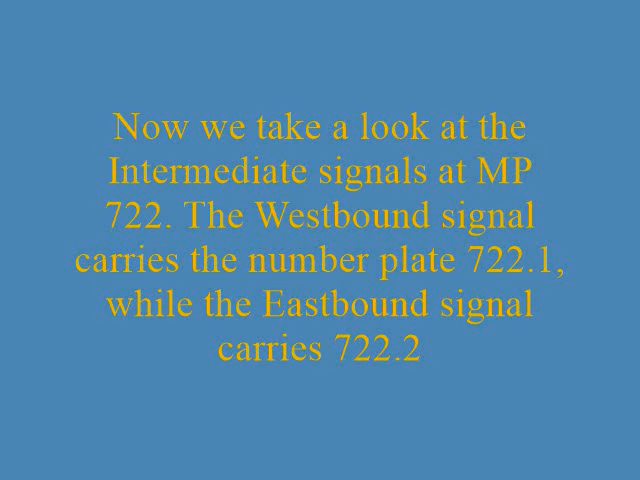 Now we take a look at the
Intermediate signals at MP
722. The Westbound signal
carries the number plate 722.1,
while the Eastbound signal
carries 722.2